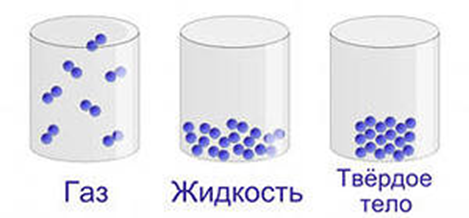 Газ
Жидкость
Твёрдое
тело